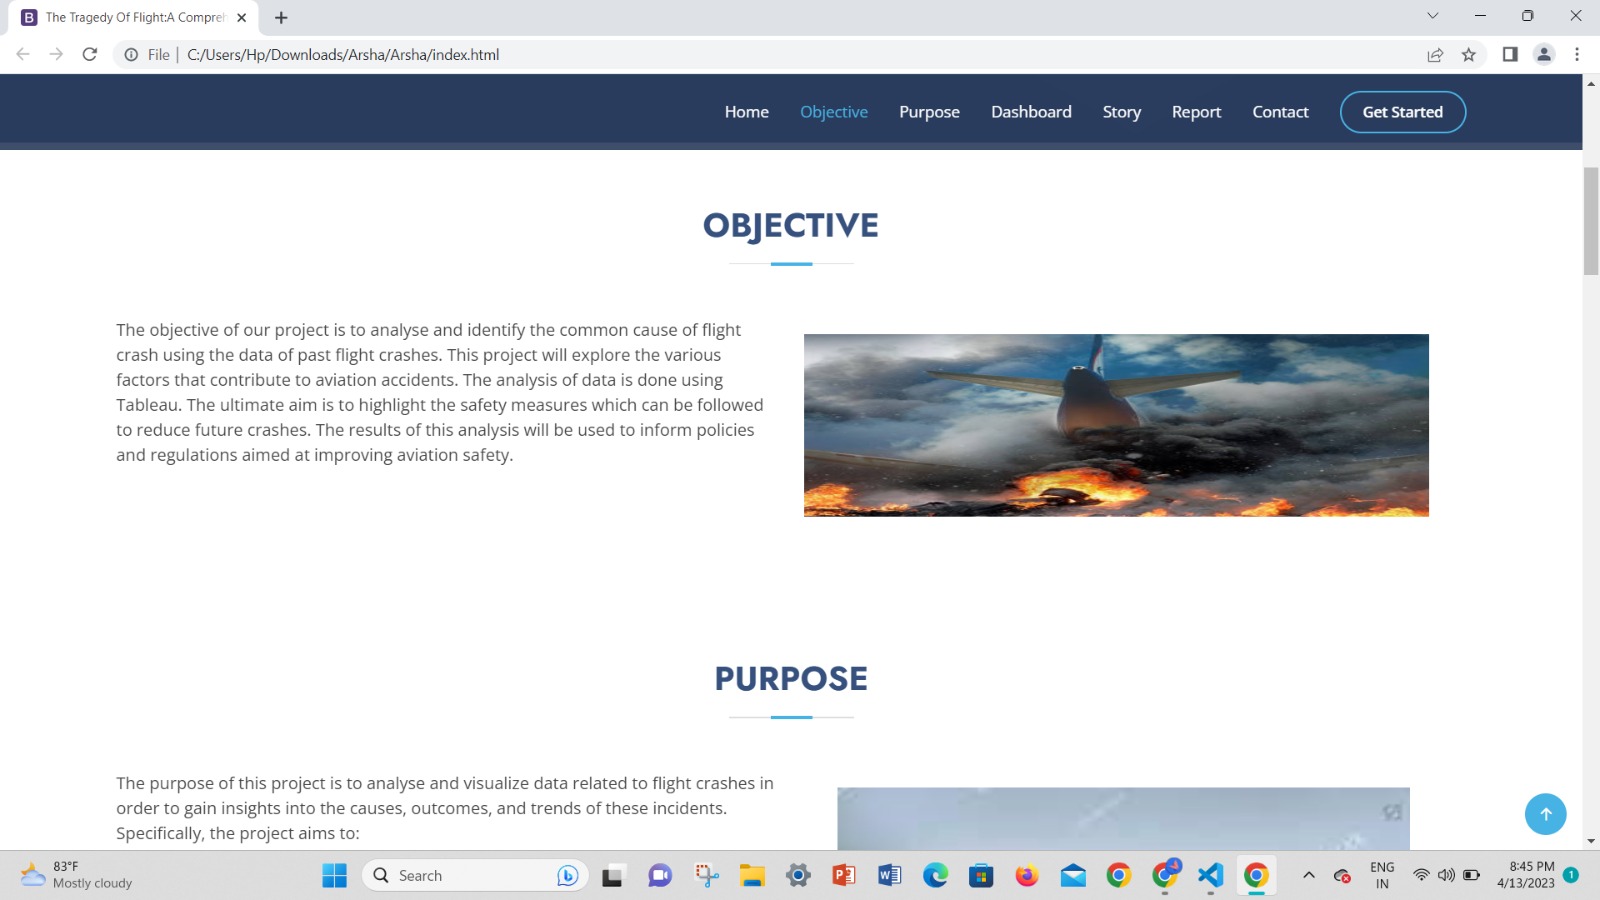 The Tragedy Of Flight:A Compreh
File
C:/Users/Hp/Downloads/Arsha/Arsha/index.html
Home Objective Purpose Dashboard Story Report Contact Get Started
OBJECTIVE
The objective of our project is to analyse and identify the common cause of flight
crash using the data of past flight crashes. This project will explore the various
factors that contribute to aviation accidents. The analysis of data is done using
Tableau. The ultimate aim is to highlight the safety measures which can be followed
to reduce future crashes. The results of this analysis will be used to inform policies
and regulations aimed at improving aviation safety.
PURPOSE
The purpose of this project is to analyse and visualize data related to flight crashes in
order to gain insights into the causes, outcomes, and trends of these incidents.
Specifically, the project aims to:
83°F
Mostly cloudy
Search
ENG
IN
8:45 PM
4/13/2023
1